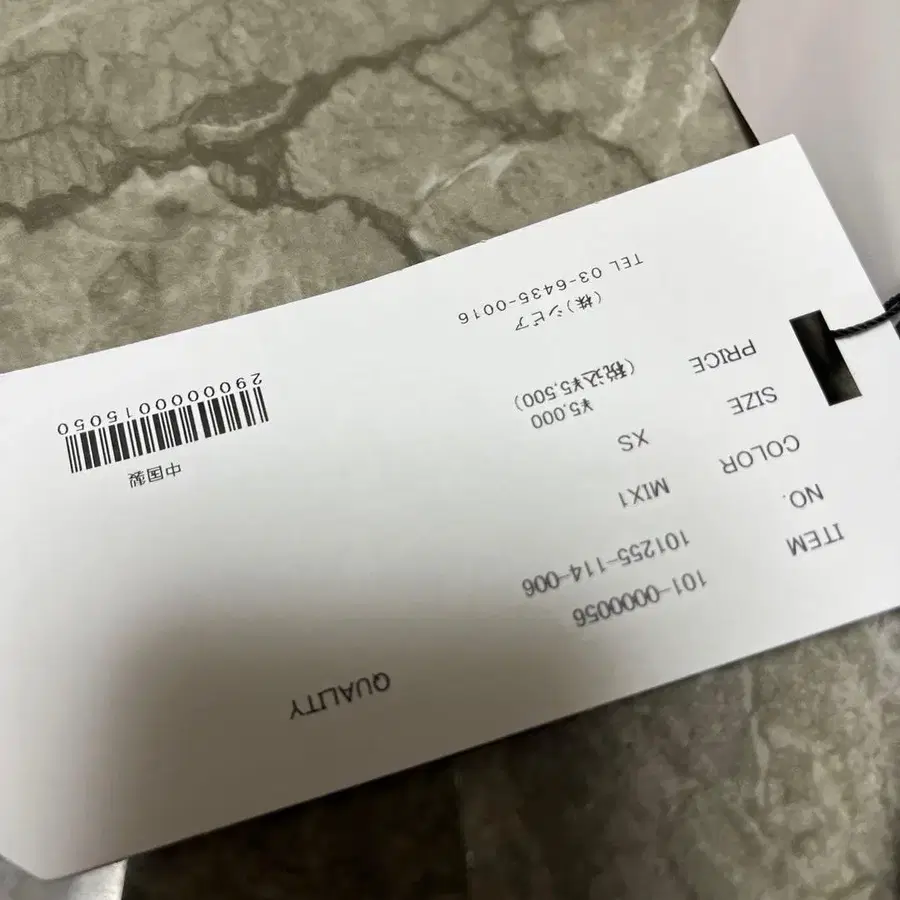 ITEM 101-0000056
NO. 101255-114-006
COLOR MIX1
SIZE XS
PRICE ¥5,000
(税込¥5,500)
(株)シピア
TEL 03-6435-0016
QUALITY
中国製
2900000015050